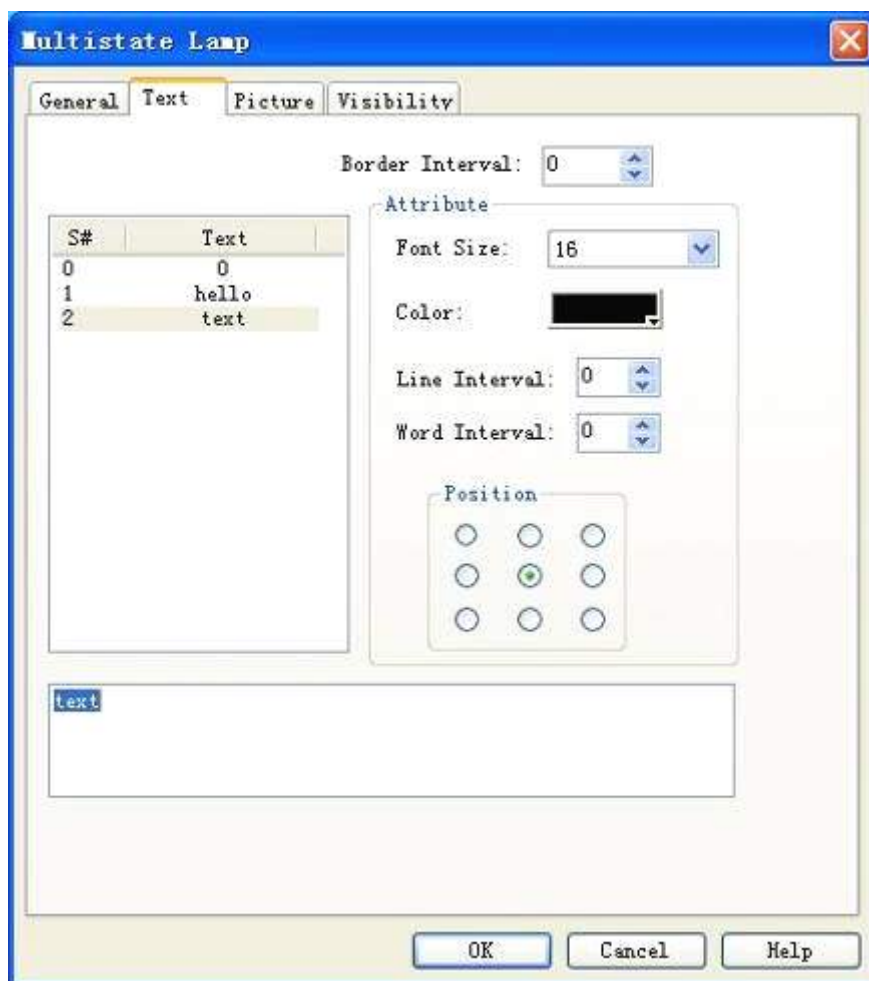 Multistate Lamp
General Text Picture Visibility
Border Interval: 0
Attribute
S# Text
0 0
1 hello
2 text
Font Size: 16
Color:
Line Interval: 0
Word Interval: 0
Position
text
OK Cancel Help